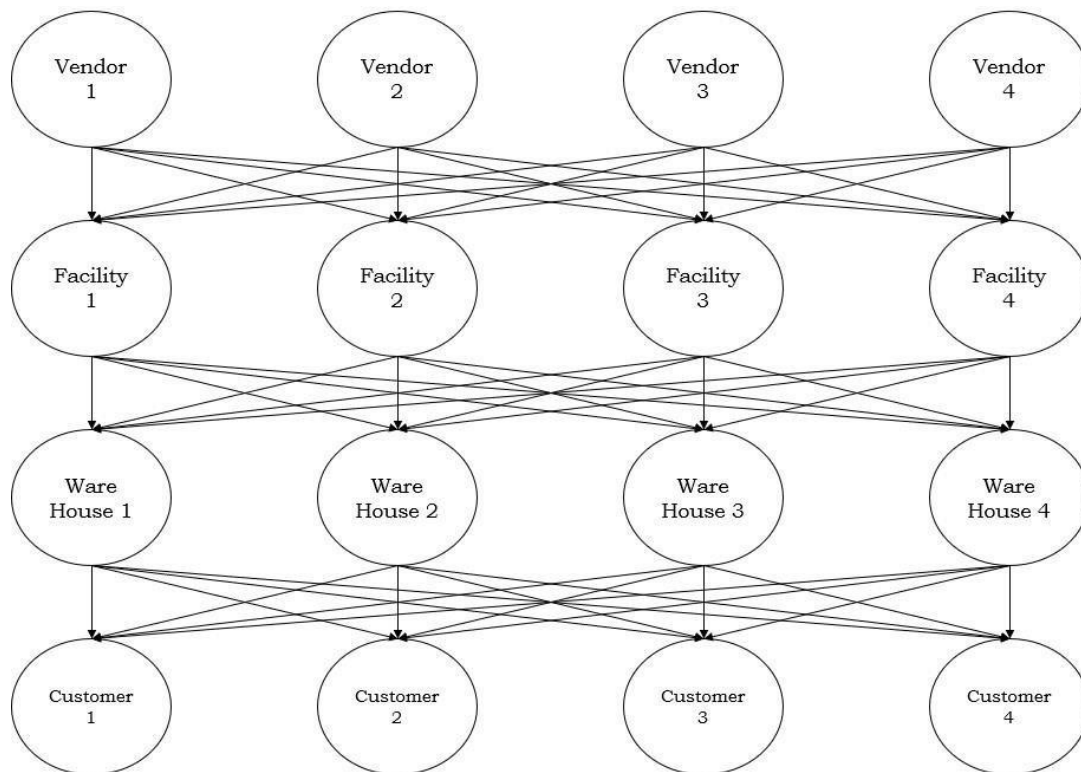 Vendor
1
Vendor
2
Vendor
3
Vendor
4
Facility
1
Facility
2
Facility
3
Facility
4
Ware
House 1
Ware
House 2
Ware
House 3
Ware
House 4
Customer
1
Customer
2
Customer
3
Customer
4